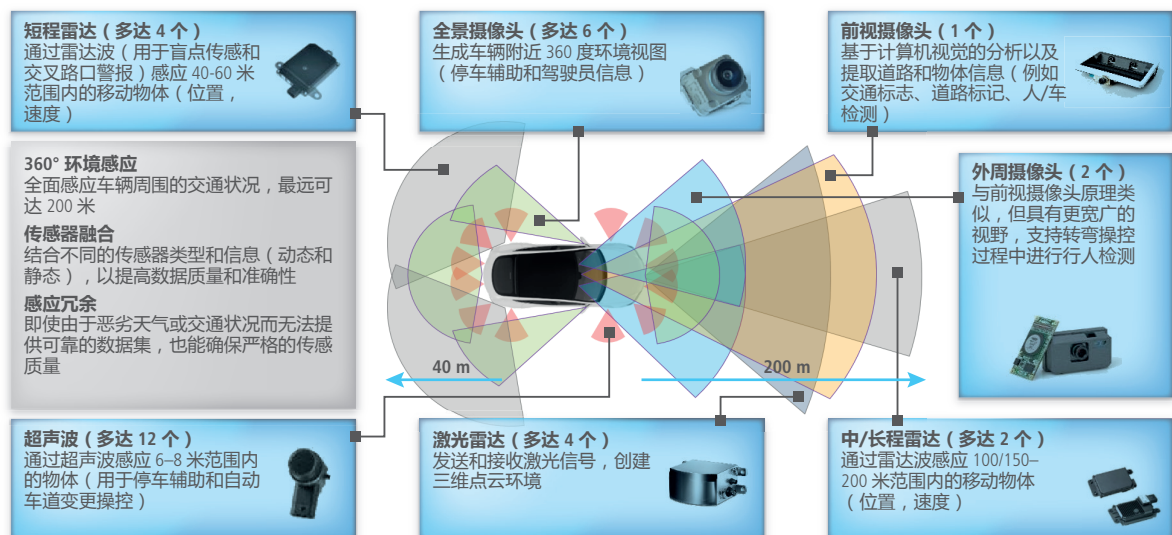 短程雷达（多达 4 个）
通过雷达波（用于盲点传感和
交叉路口警报）感应 40-60 米
范围内的移动物体（位置，
速度）
全景摄像头（多达 6 个）
生成车辆附近 360 度环境视图
（停车辅助和驾驶员信息）
前视摄像头（1 个）
基于计算机视觉的分析以及
提取道路和物体信息（例如
交通标志、道路标记、人/车
检测）
360° 环境感应
全面感应车辆周围的交通状况，最远可
达 200 米
传感器融合
结合不同的传感器类型和信息（动态和
静态），以提高数据质量和准确性
感应冗余
即使由于恶劣天气或交通状况而无法提
供可靠的数据集，也能确保严格的传感
质量
外周摄像头（2 个）
与前视摄像头原理类
似，但具有更宽广的
视野，支持转弯操控
过程中进行行人检测
40 m
200 m
超声波（多达 12 个）
通过超声波感应 6–8 米范围内
的物体（用于停车辅助和自动
车道变更操控）
激光雷达（多达 4 个）
发送和接收激光信号，创建
三维点云环境
中/长程雷达（多达 2 个）
通过雷达波感应 100/150–
200 米范围内的移动物体
（位置，速度）